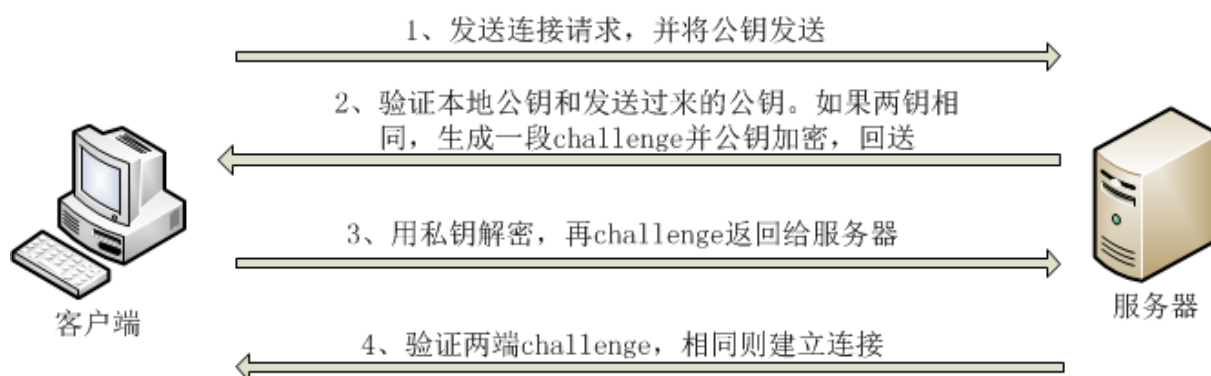 1、发送连接请求，并将公钥发送
2、验证本地公钥和发送过来的公钥。如果两钥相
同，生成一段challenge并公钥加密，回送
3、用私钥解密，再challenge返回给服务器
客户端
服务器
4、验证两端challenge，相同则建立连接